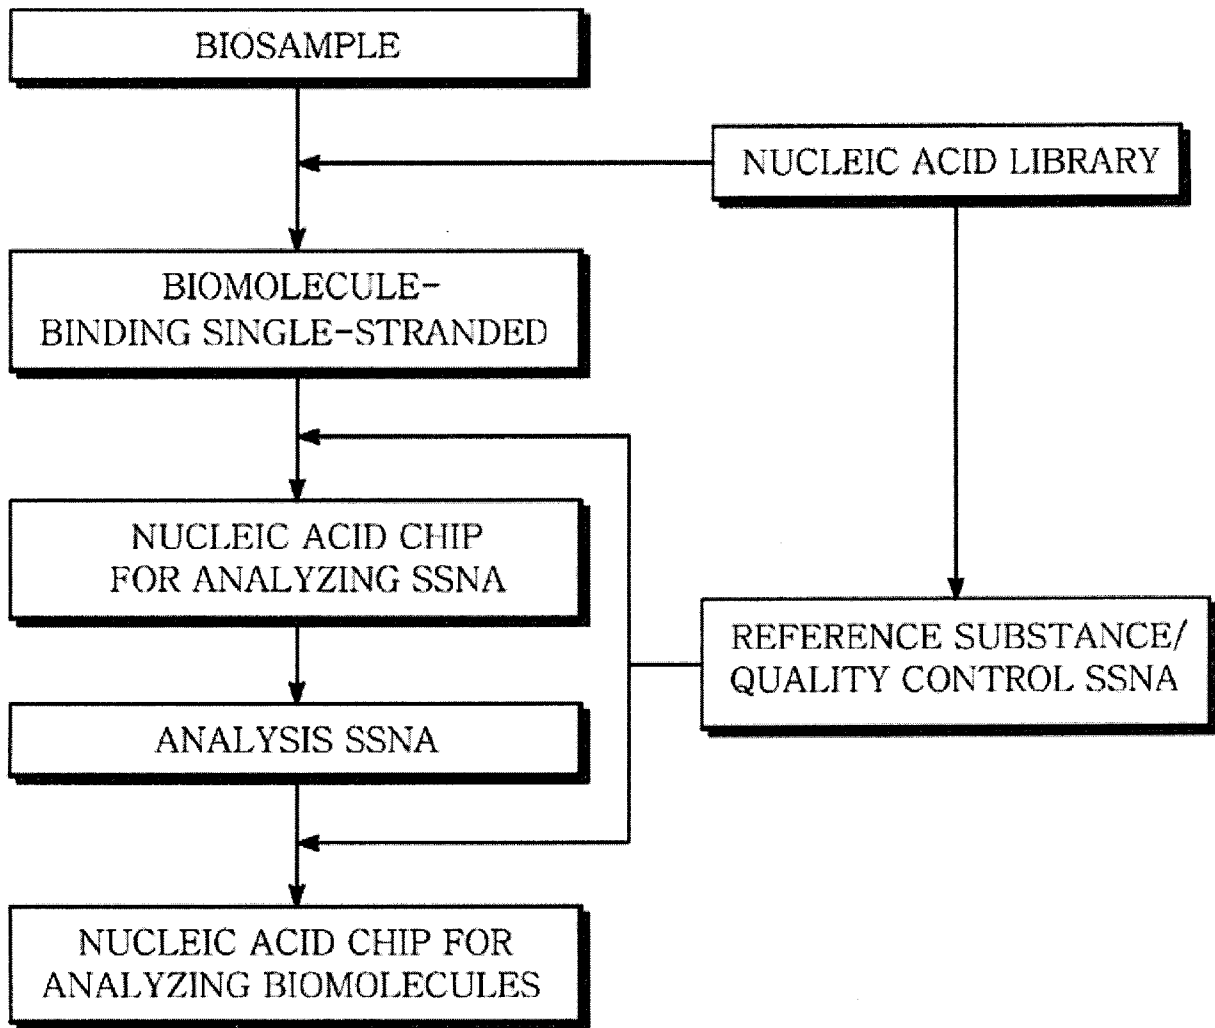 BIOSAMPLE
NUCLEIC ACID LIBRARY
BIOMOLECULE-
BINDING SINGLE-STRANDED
NUCLEIC ACID CHIP
FOR ANALYZING SSNA
REFERENCE SUBSTANCE/
QUALITY CONTROL SSNA
ANALYSIS SSNA
NUCLEIC ACID CHIP FOR
ANALYZING BIOMOLECULES